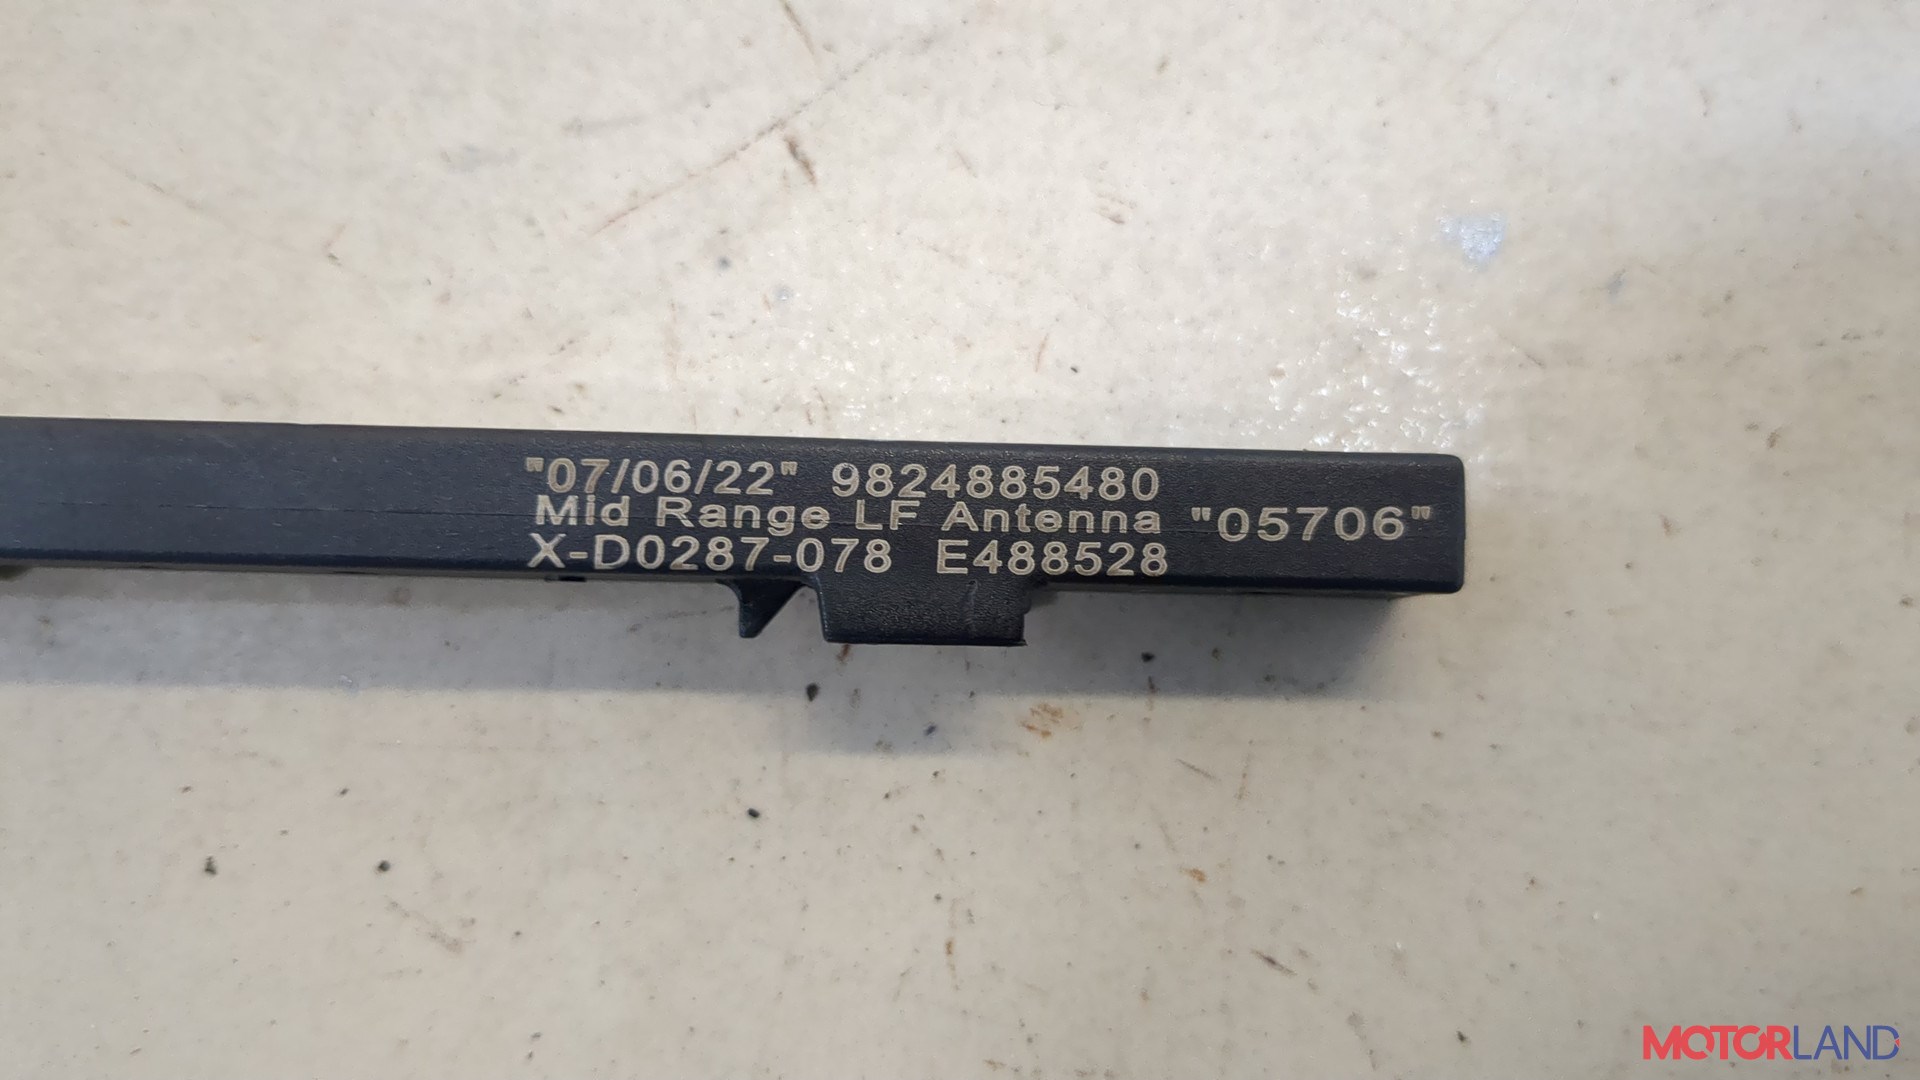 "07/06/22" 9824885480
Mid Range LF Antenna "05706"
X-D0287-078 E488528
MOTORLAND